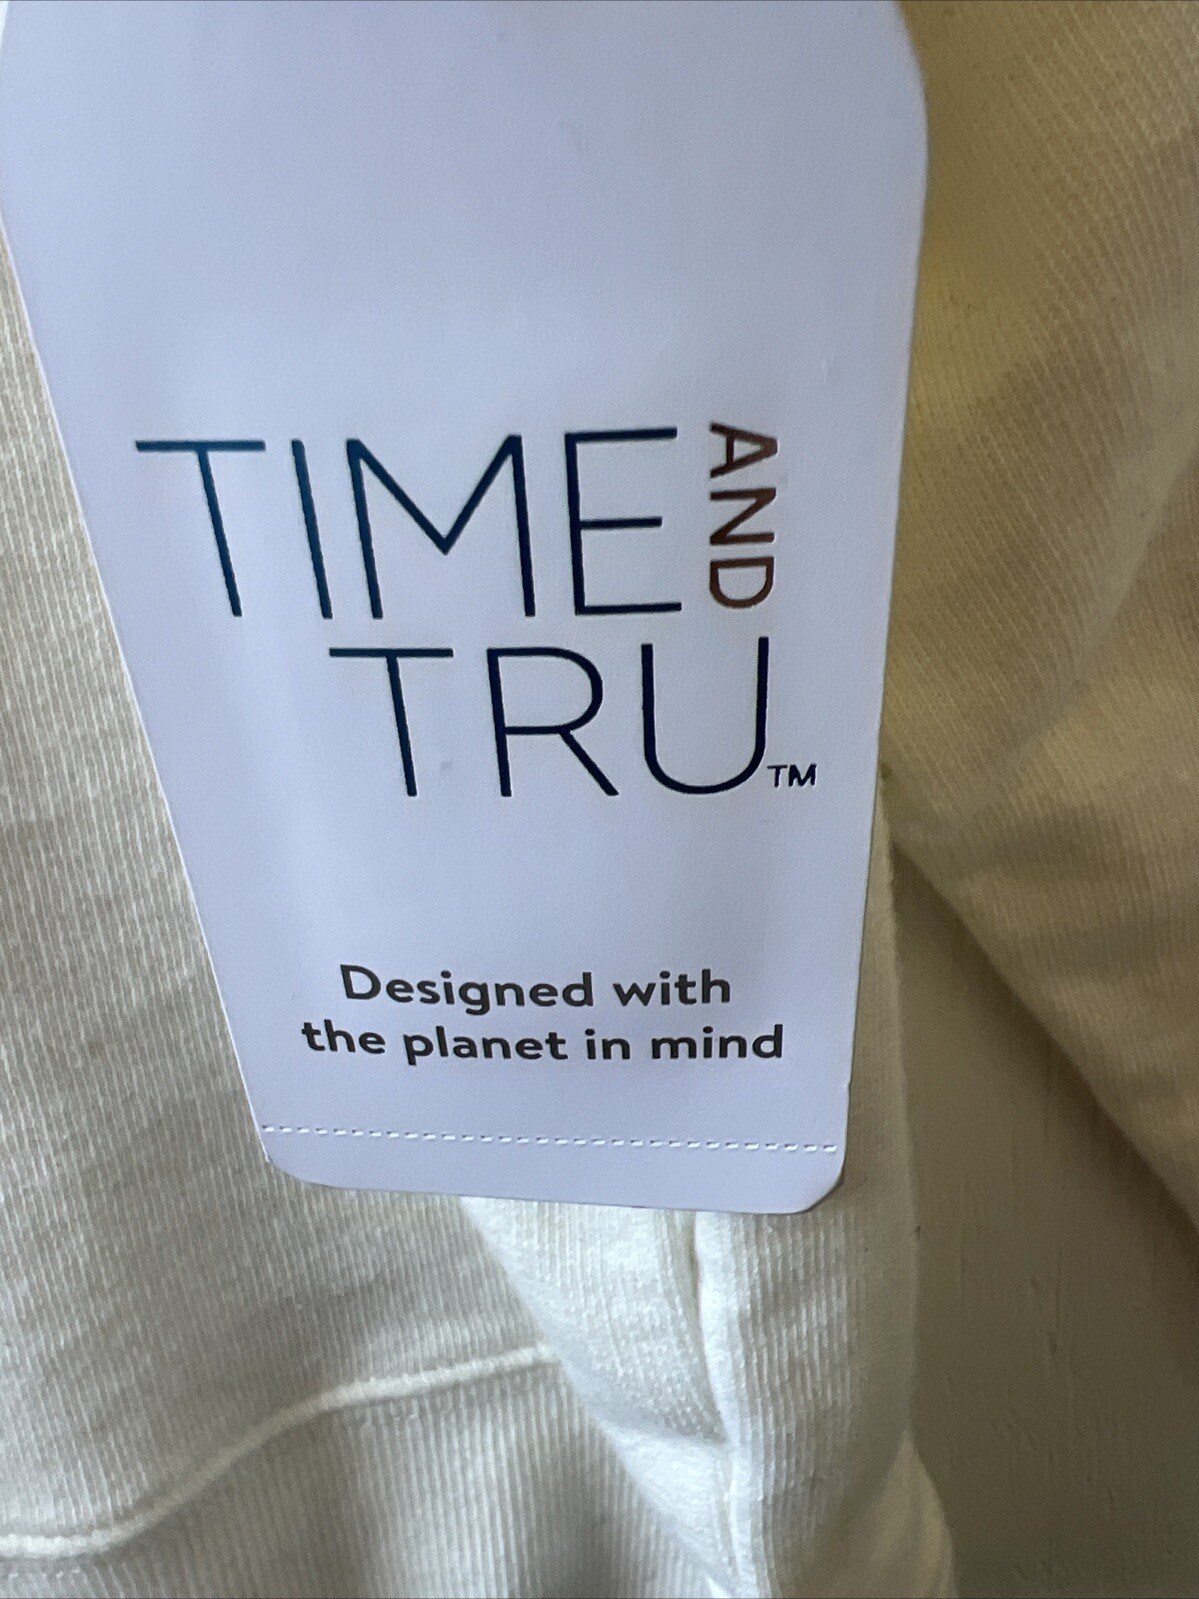 TIME AND
TRU™
Designed with
the planet in mind